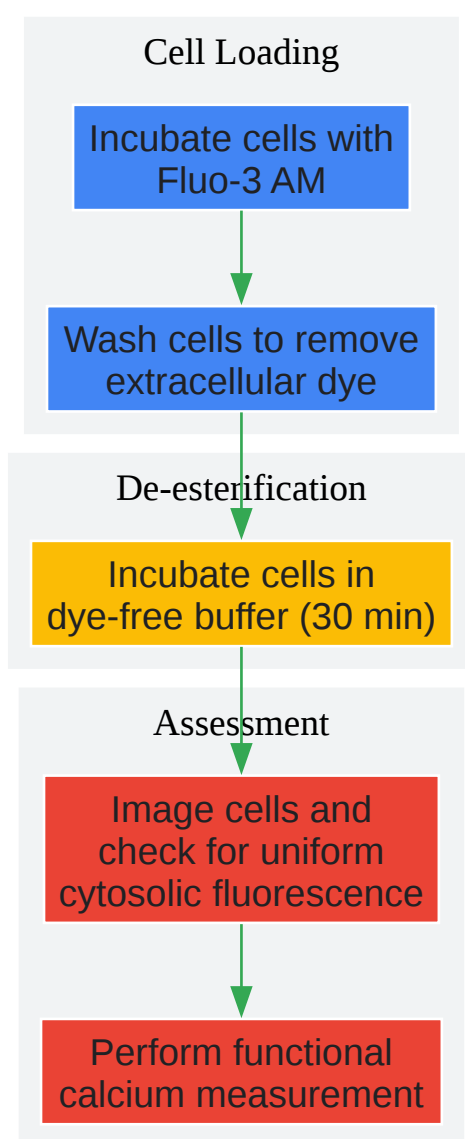 Cell Loading
Incubate cells with
Fluo-3 AM
Wash cells to remove
extracellular dye
De-esterification
Incubate cells in
dye-free buffer (30 min)
Assessment
Image cells and
check for uniform
cytosolic fluorescence
Perform functional
calcium measurement